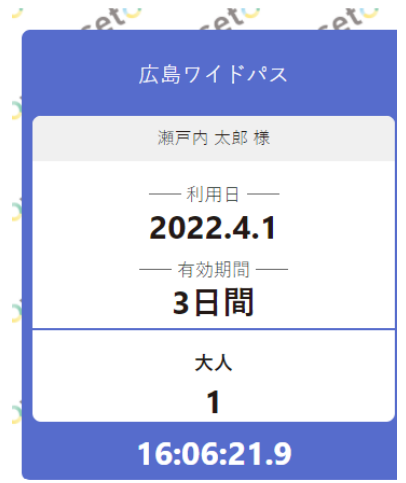 広島ワイドパス
瀬戸内 太郎 様
利用日
2022.4.1
有効期間
3日間
大人
1
16:06:21.9